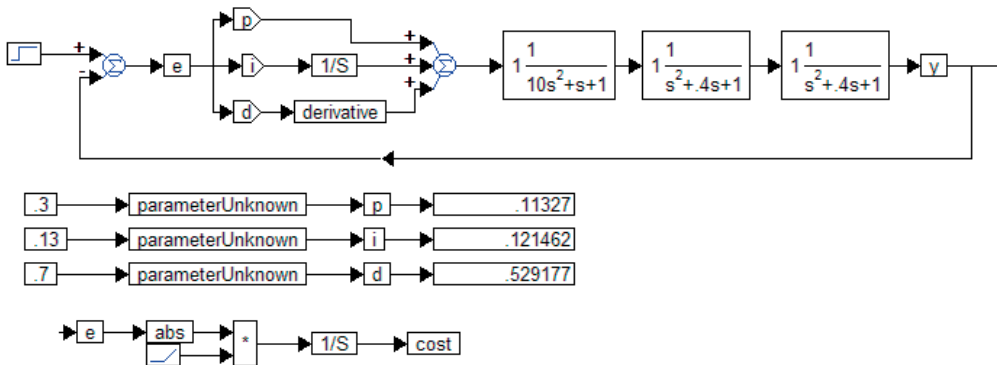 + - Σ e p i 1/S d derivative + + + Σ 1 1/(10s²+s+1) 1 1/(s²+.4s+1) 1 1/(s²+.4s+1) y
.3 parameterUnknown p .11327
.13 parameterUnknown i .121462
.7 parameterUnknown d .529177
e abs * 1/S cost